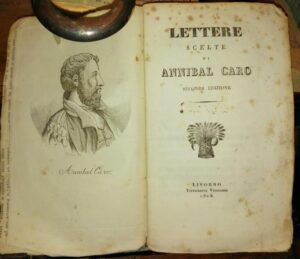 Annibal Caro.
LETTERE
SCELTE
DI
ANNIBAL CARO
SECONDA EDIZIONE
LIVORNO